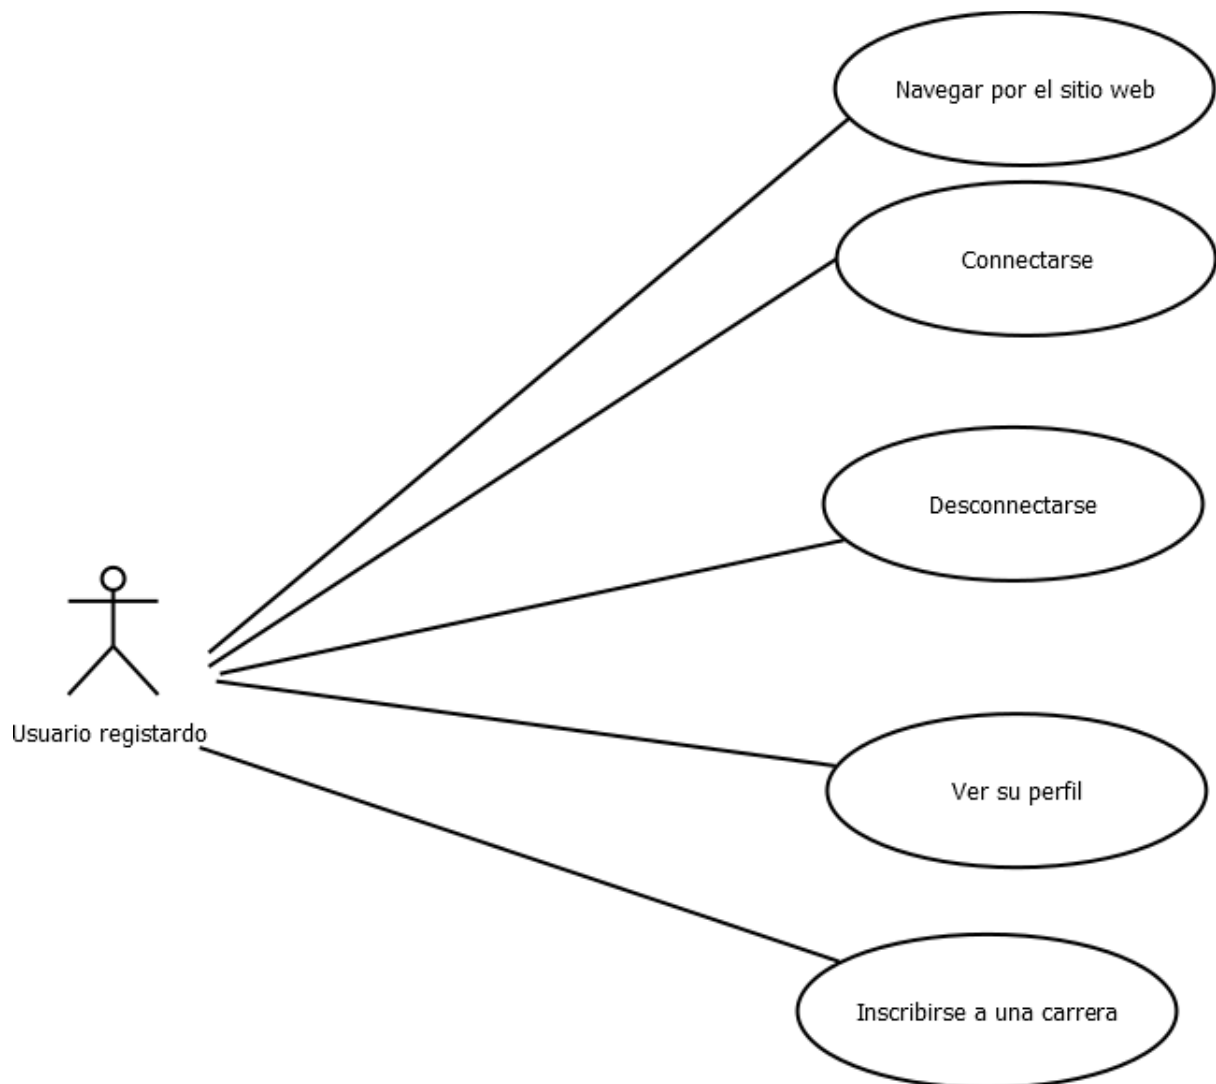 Navegar por el sitio web
Connectarse
Desconnectarse
Usuario registardo
Ver su perfil
Inscribirse a una carrera